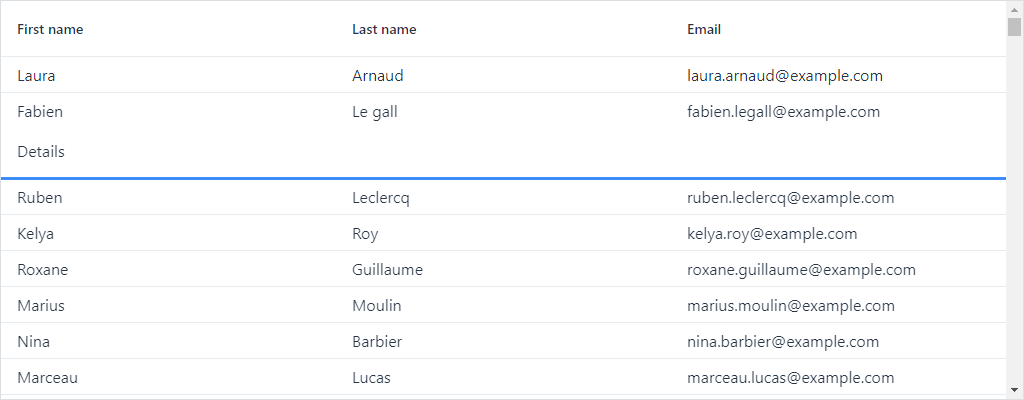 First name Last name Email
Laura Arnaud laura.arnaud@example.com
Fabien Le gall fabien.legall@example.com
Details
Ruben Leclercq ruben.leclercq@example.com
Kelya Roy kelya.roy@example.com
Roxane Guillaume roxane.guillaume@example.com
Marius Moulin marius.moulin@example.com
Nina Barbier nina.barbier@example.com
Marceau Lucas marceau.lucas@example.com